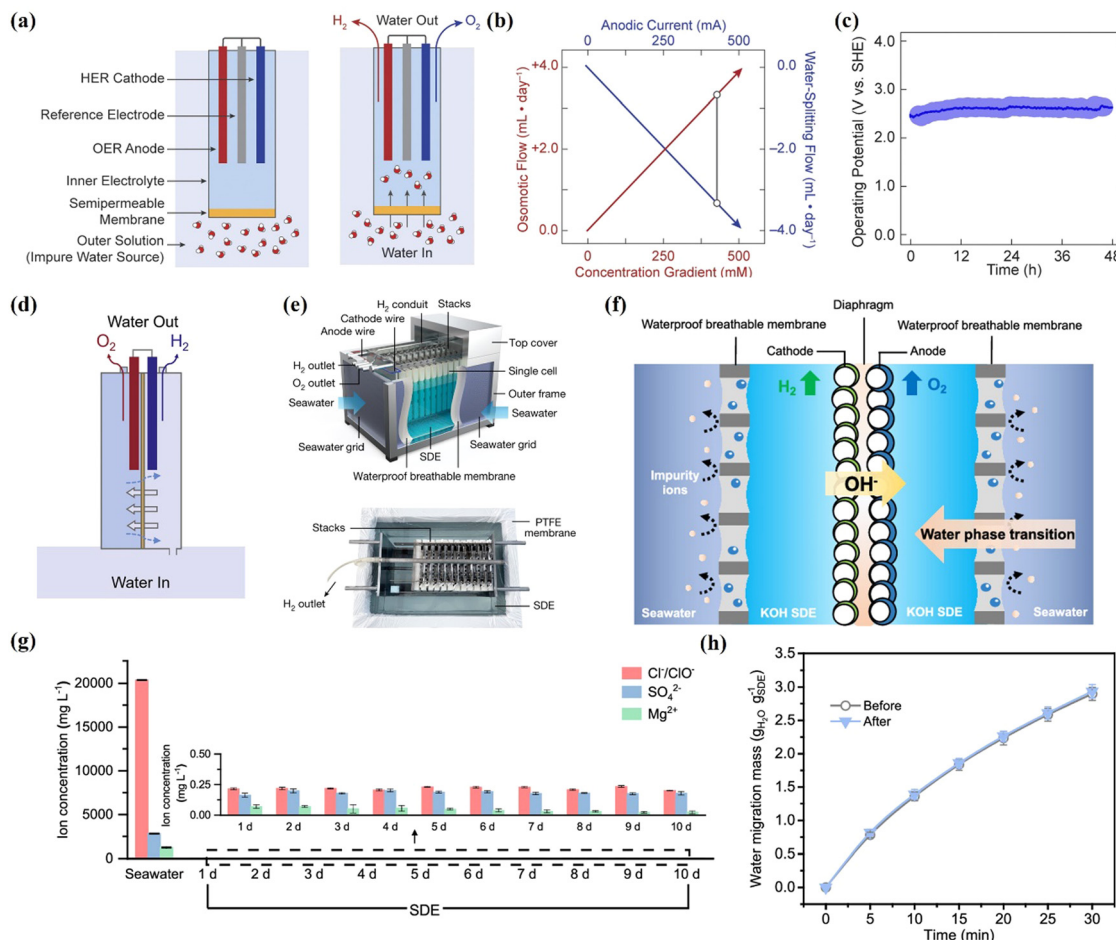 (a)
H2
Water Out
O2
HER Cathode
Reference Electrode
OER Anode
Inner Electrolyte
Semipermeable
Membrane
Outer Solution
(Impure Water Source)
Water In
(b)
Anodic Current (mA)
0
250
500
Osomotic Flow (mL • day⁻¹)
+4.0
+2.0
0.0
Water-Splitting Flow (mL • day⁻¹)
0.0
−2.0
−4.0
0
250
500
Concentration Gradient (mM)
(c)
Operating Potential (V vs. SHE)
4.0
3.0
2.0
1.0
0.0
0
12
24
36
48
Time (h)
(d)
Water Out
O2
H2
Water In
(e)
H2 conduit
Cathode wire
Anode wire
Stacks
Top cover
H2 outlet
O2 outlet
Single cell
Outer frame
Seawater
Seawater
Seawater grid
SDE
Seawater grid
Waterproof breathable membrane
Stacks
PTFE
membrane
H2 outlet
SDE
(f)
Diaphragm
Waterproof breathable membrane
Waterproof breathable membrane
Cathode
Anode
H2
O2
Impurity
ions
OH-
Water phase transition
Seawater
KOH SDE
KOH SDE
Seawater
(g)
Ion concentration (mg L⁻¹)
20000
15000
10000
5000
0
Cl⁻/ClO⁻
SO₄²⁻
Mg²⁺
Ion concentration
(mg L⁻¹)
0.50
0.25
0.00
1 d 2 d 3 d 4 d 5 d 6 d 7 d 8 d 9 d 10 d
Seawater 1 d 2 d 3 d 4 d 5 d 6 d 7 d 8 d 9 d 10 d
SDE
(h)
Water migration mass (g_H2O g⁻¹_SDE)
3.5
3.0
2.5
2.0
1.5
1.0
0.5
0.0
Before
After
0 5 10 15 20 25 30
Time (min)